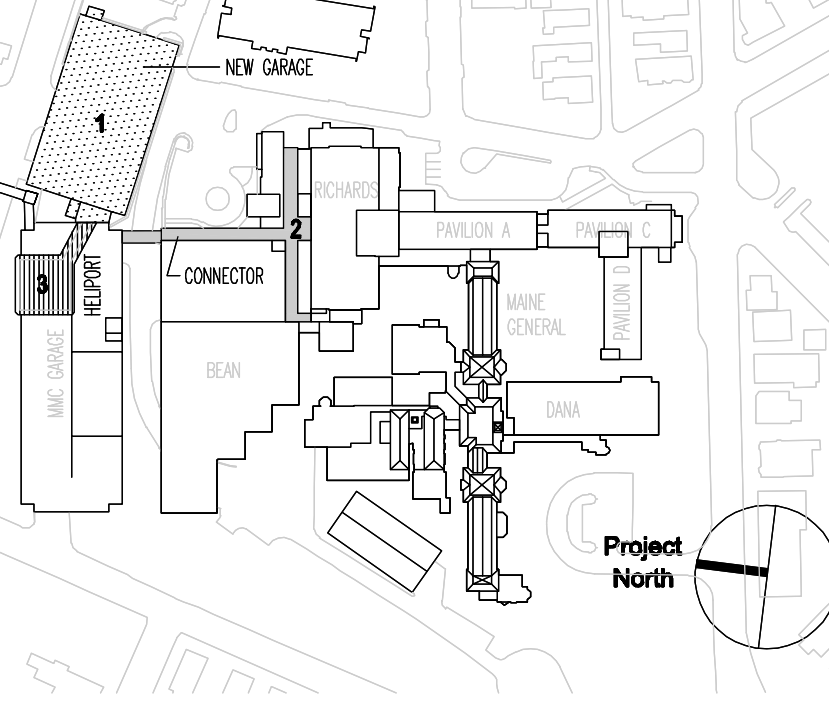 NEW GARAGE
1
RICHARDS
2
PAVILION A
PAVILION C
CONNECTOR
HELIPORT
3
MAINE
GENERAL
PAVILION D
MMC GARAGE
BEAN
DANA
Project
North